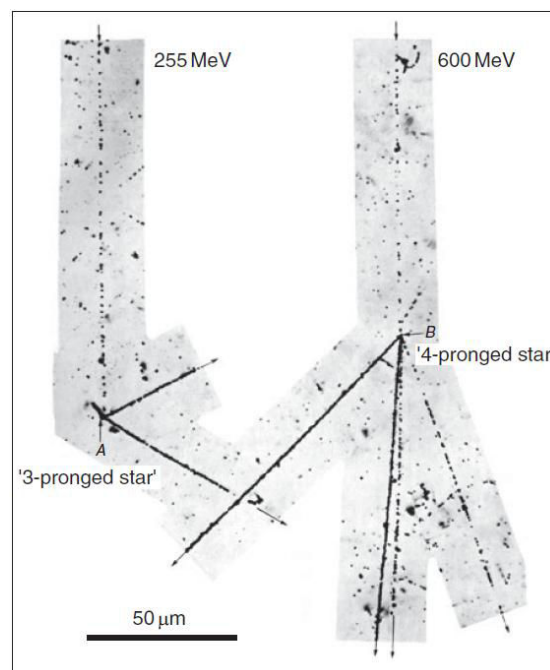 255 MeV
600 MeV
B
'4-pronged star'
A
'3-pronged star'
50 μm